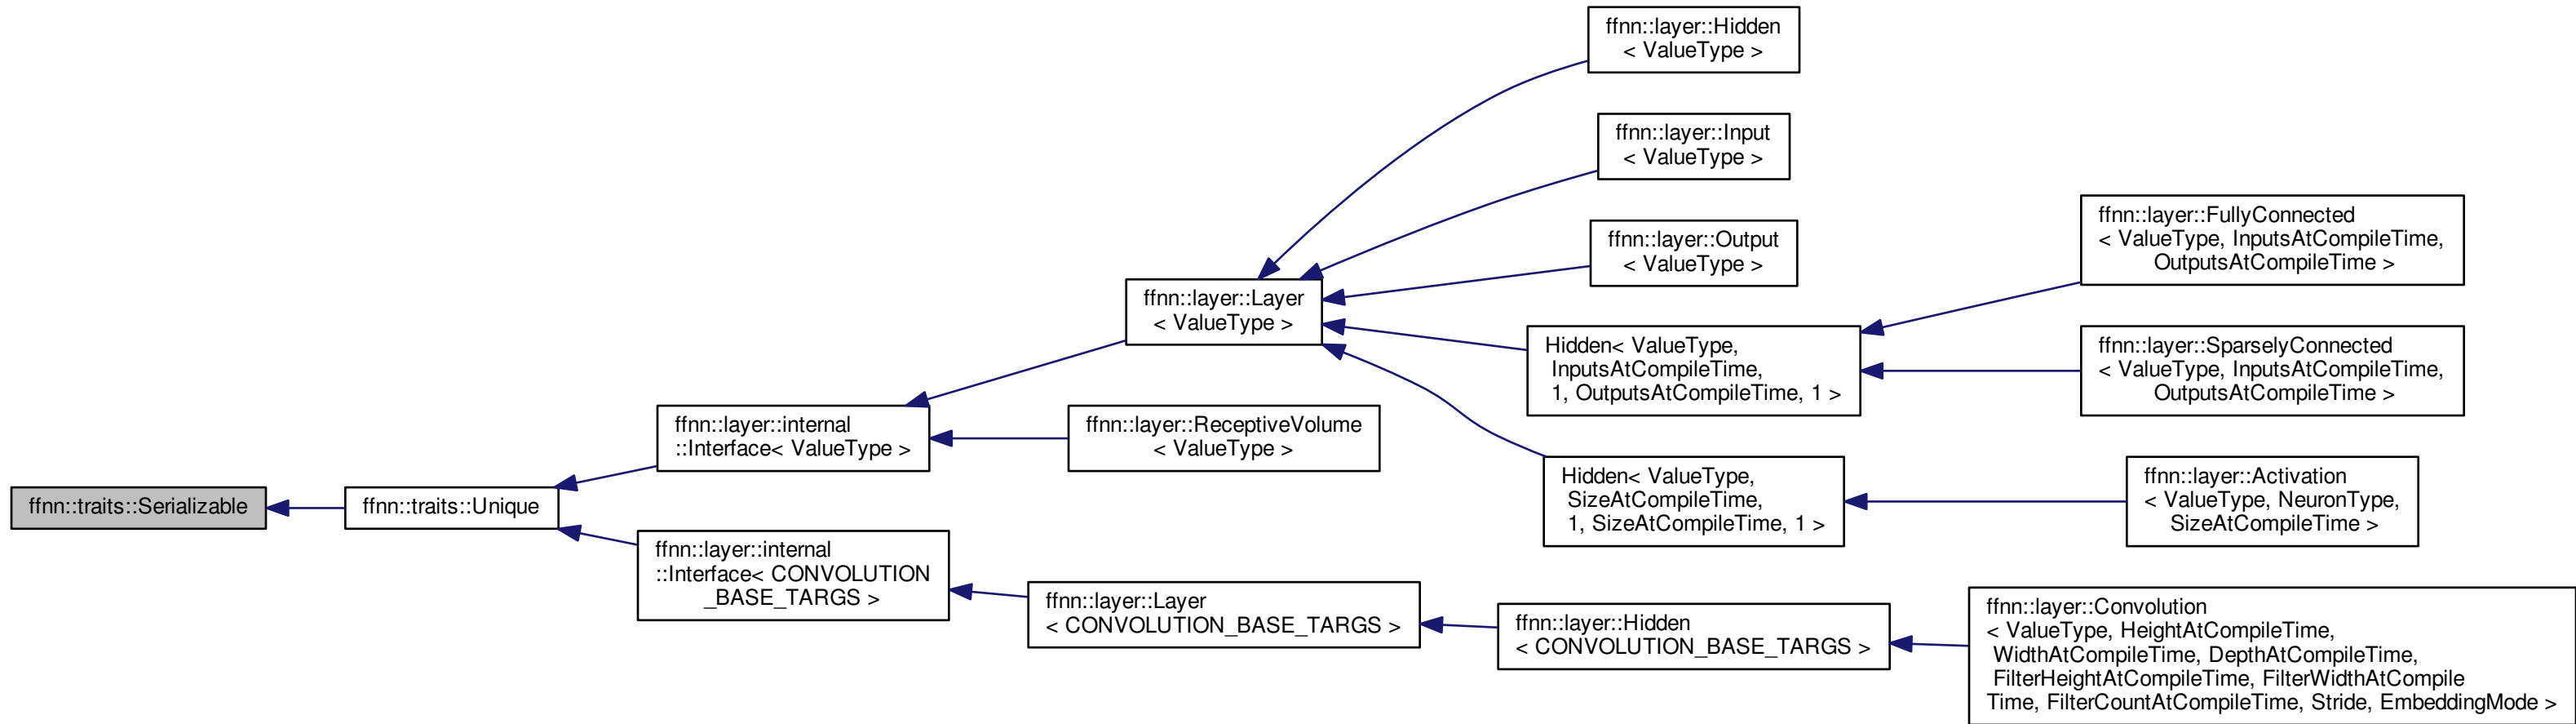 ffnn::layer::Hidden
< ValueType >
ffnn::layer::Input
< ValueType >
ffnn::layer::FullyConnected
< ValueType, InputsAtCompileTime,
OutputsAtCompileTime >
ffnn::layer::Output
< ValueType >
ffnn::layer::Layer
< ValueType >
Hidden< ValueType,
InputsAtCompileTime,
1, OutputsAtCompileTime, 1 >
ffnn::layer::SparselyConnected
< ValueType, InputsAtCompileTime,
OutputsAtCompileTime >
ffnn::layer::internal
::Interface< ValueType >
ffnn::layer::ReceptiveVolume
< ValueType >
Hidden< ValueType,
SizeAtCompileTime,
1, SizeAtCompileTime, 1 >
ffnn::layer::Activation
< ValueType, NeuronType,
SizeAtCompileTime >
ffnn::traits::Serializable
ffnn::traits::Unique
ffnn::layer::internal
::Interface< CONVOLUTION
_BASE_TARGS >
ffnn::layer::Layer
< CONVOLUTION_BASE_TARGS >
ffnn::layer::Hidden
< CONVOLUTION_BASE_TARGS >
ffnn::layer::Convolution
< ValueType, HeightAtCompileTime,
WidthAtCompileTime, DepthAtCompileTime,
FilterHeightAtCompileTime, FilterWidthAtCompile
Time, FilterCountAtCompileTime, Stride, EmbeddingMode >